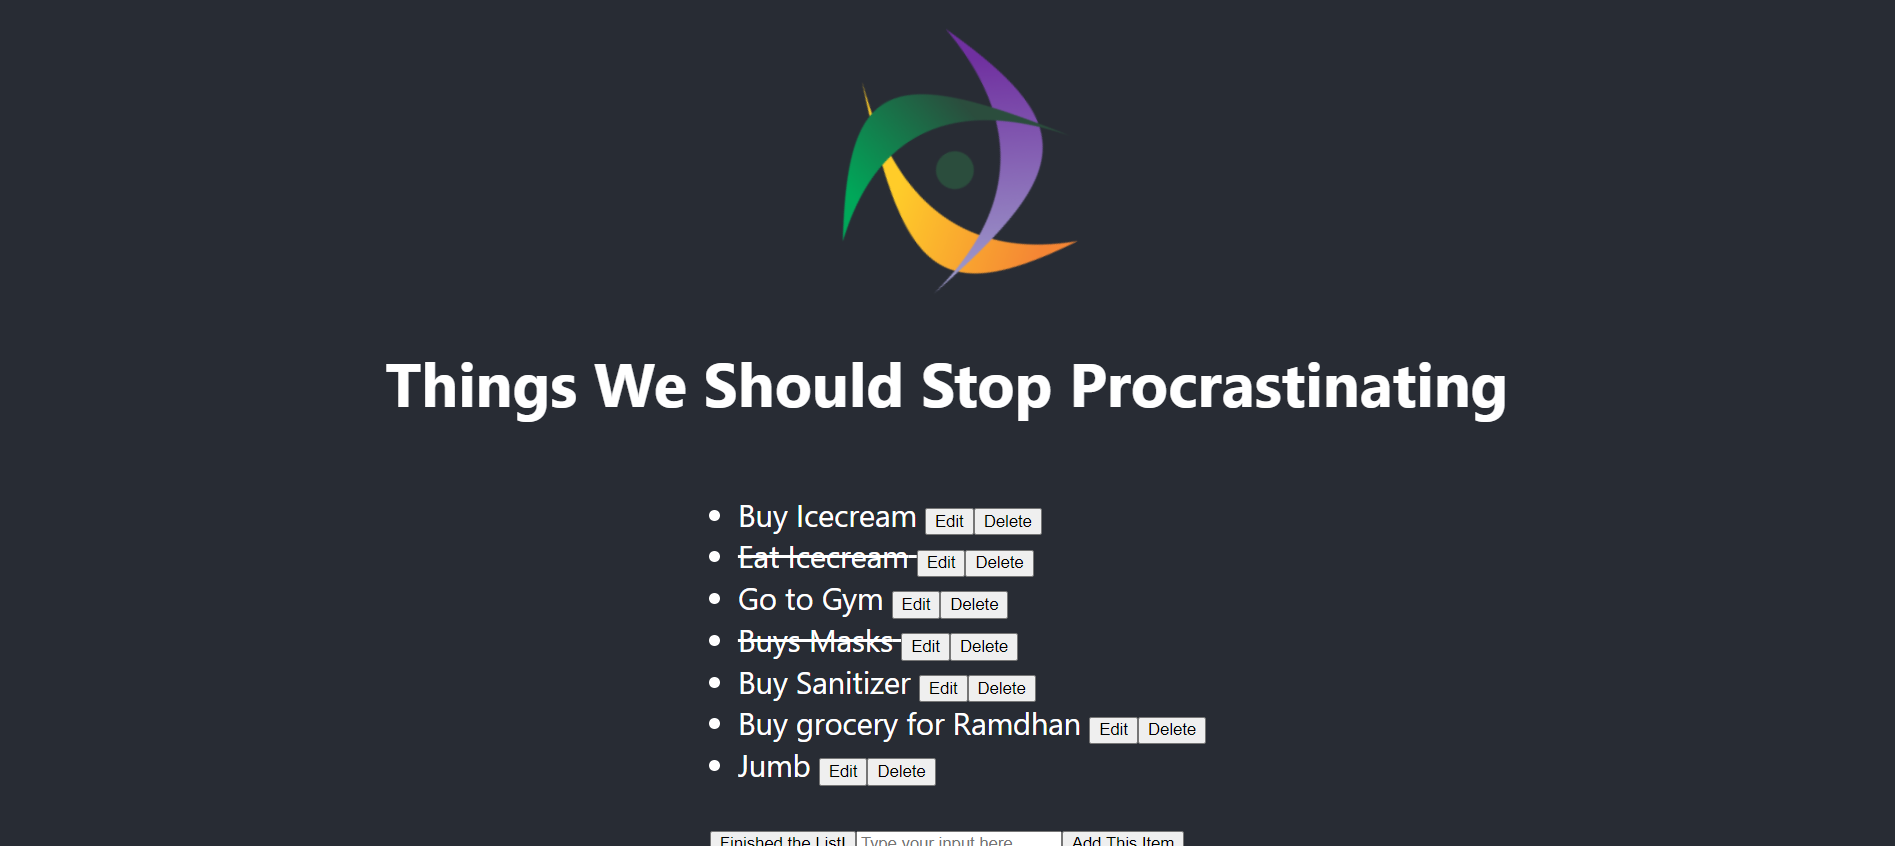 Things We Should Stop Procrastinating
Buy Icecream Edit Delete
Eat Icecream Edit Delete
Go to Gym Edit Delete
Buys Masks Edit Delete
Buy Sanitizer Edit Delete
Buy grocery for Ramdhan Edit Delete
Jumb Edit Delete
Finished the List! Type your input here Add This Item